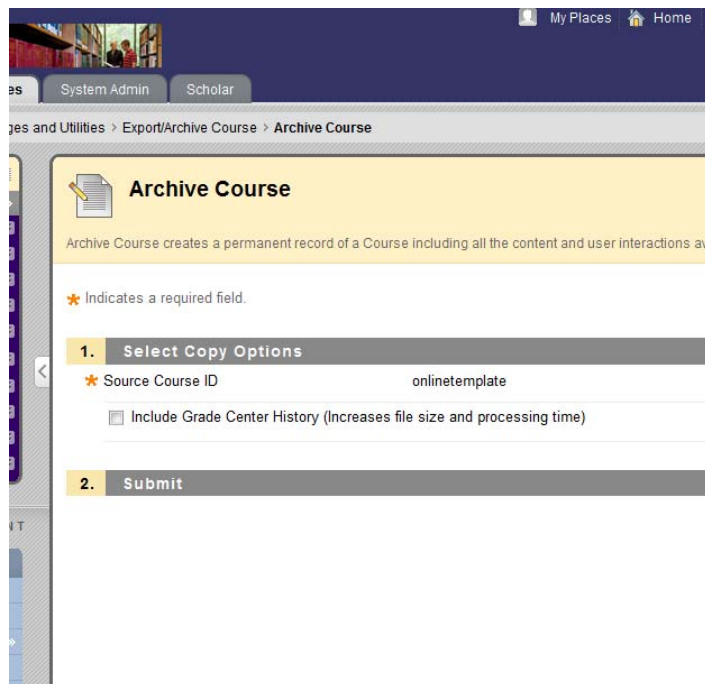 My Places Home
es System Admin Scholar
ges and Utilities > Export/Archive Course > Archive Course
Archive Course
Archive Course creates a permanent record of a Course including all the content and user interactions av
* Indicates a required field.
1. Select Copy Options
* Source Course ID onlinetemplate
Include Grade Center History (Increases file size and processing time)
2. Submit
NT